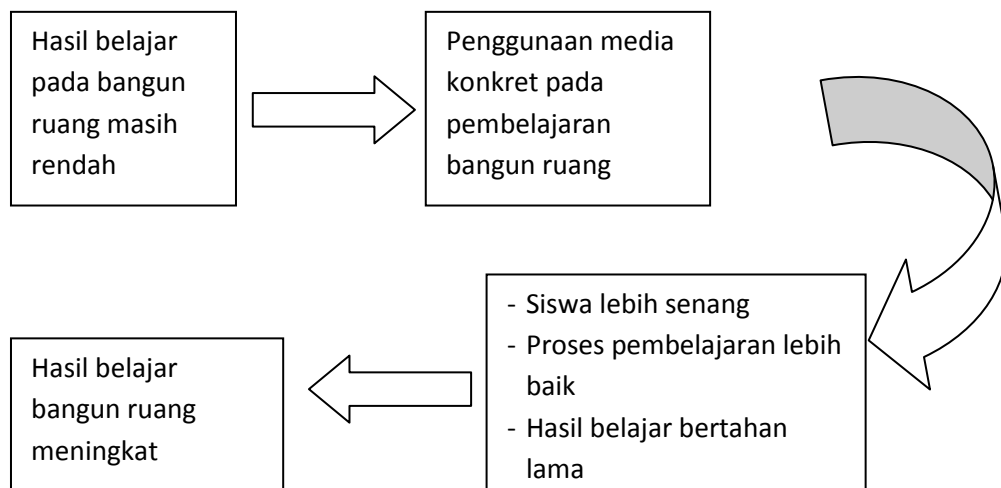 Hasil belajar
pada bangun
ruang masih
rendah
Penggunaan media
konkret pada
pembelajaran
bangun ruang
- Siswa lebih senang
- Proses pembelajaran lebih
baik
- Hasil belajar bertahan
lama
Hasil belajar
bangun ruang
meningkat